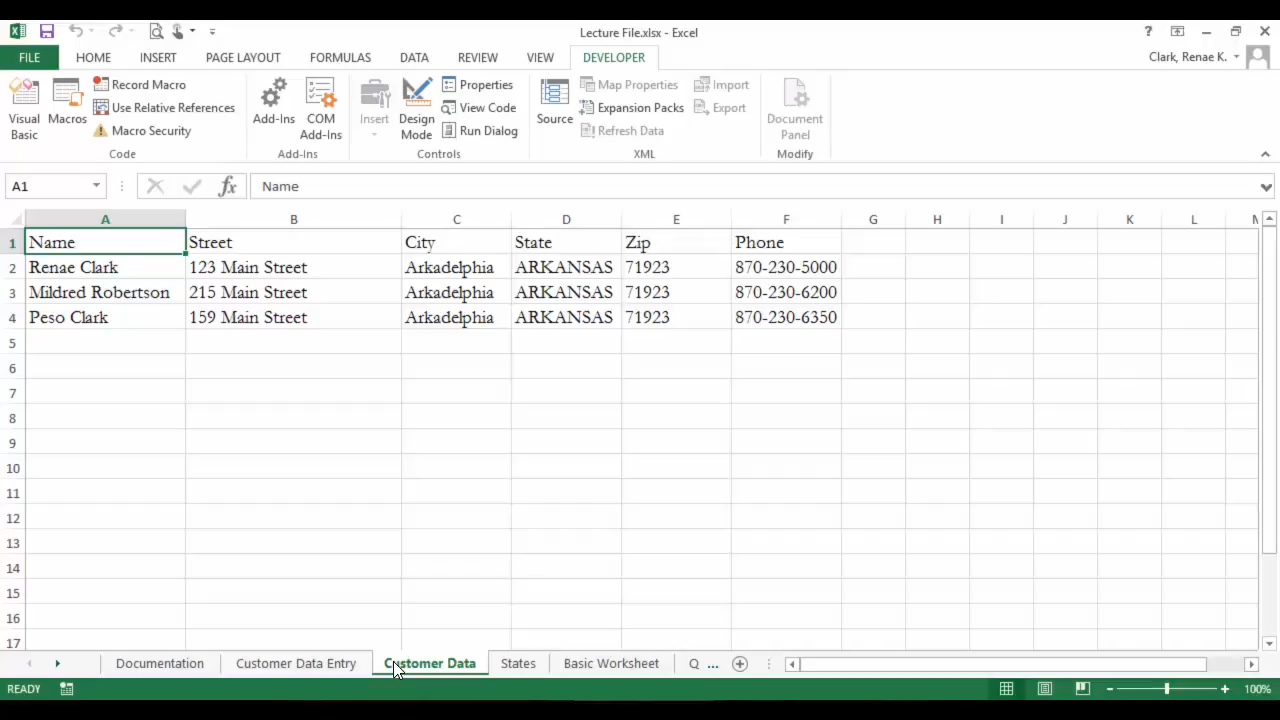 Lecture File.xlsx - Excel
?
FILE HOME INSERT PAGE LAYOUT FORMULAS DATA REVIEW VIEW DEVELOPER Clark, Renae K.
Visual Basic
Macros
Record Macro
Use Relative References
Macro Security
Code
Add-Ins
COM Add-Ins
Add-Ins
Insert
Design Mode
Properties
View Code
Run Dialog
Controls
Source
Map Properties
Expansion Packs
Refresh Data
Import
Export
XML
Document Panel
Modify
A1 fx Name
A B C D E F G H I J K L M
1 Name Street City State Zip Phone
2 Renae Clark 123 Main Street Arkadelphia ARKANSAS 71923 870-230-5000
3 Mildred Robertson 215 Main Street Arkadelphia ARKANSAS 71923 870-230-6200
4 Peso Clark 159 Main Street Arkadelphia ARKANSAS 71923 870-230-6350
5
6
7
8
9
10
11
12
13
14
15
16
17
Documentation Customer Data Entry Customer Data States Basic Worksheet Q ...
READY 100%